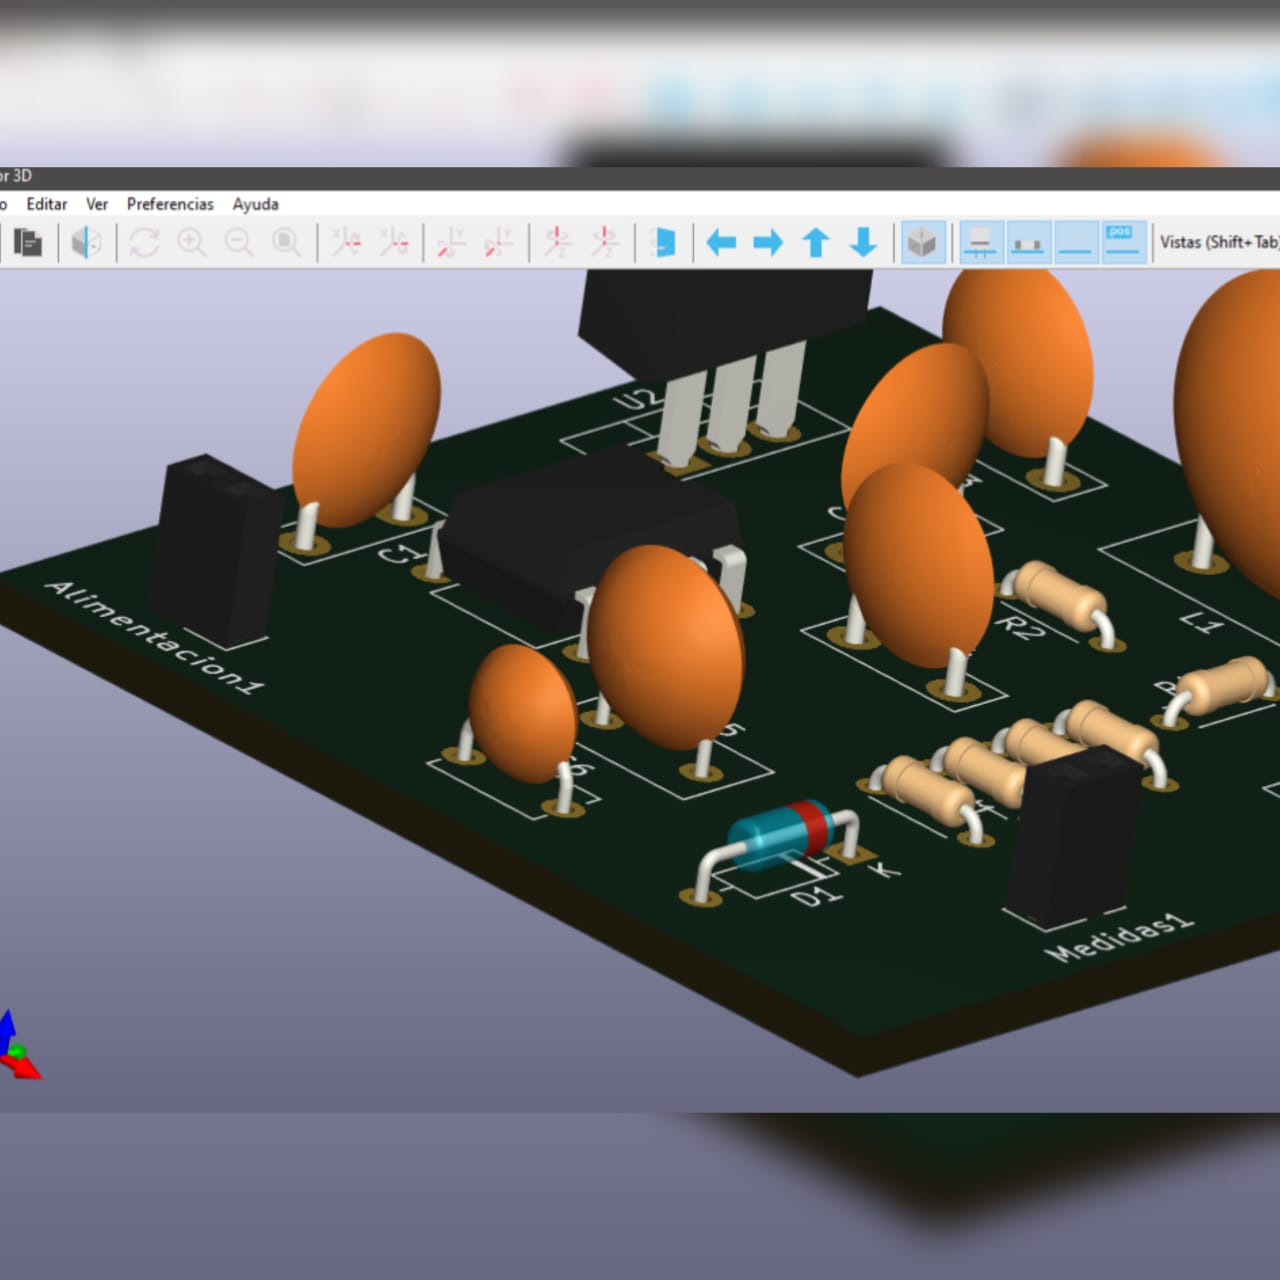 or 3D
o Editar Ver Preferencias Ayuda
pos Vistas (Shift+Tab)
U2
C1
Alimentacion1
R2
L1
D1
K
Medidas1